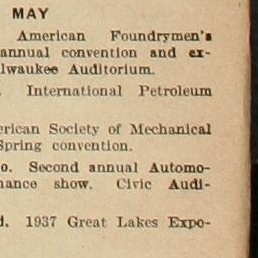 MAY
American Foundrymen's
annual convention and ex-
lwaukee Auditorium.
International Petroleum
erican Society of Mechanical
Spring convention.
o. Second annual Automo-
nance show. Civic Audi-
d. 1937 Great Lakes Expo-